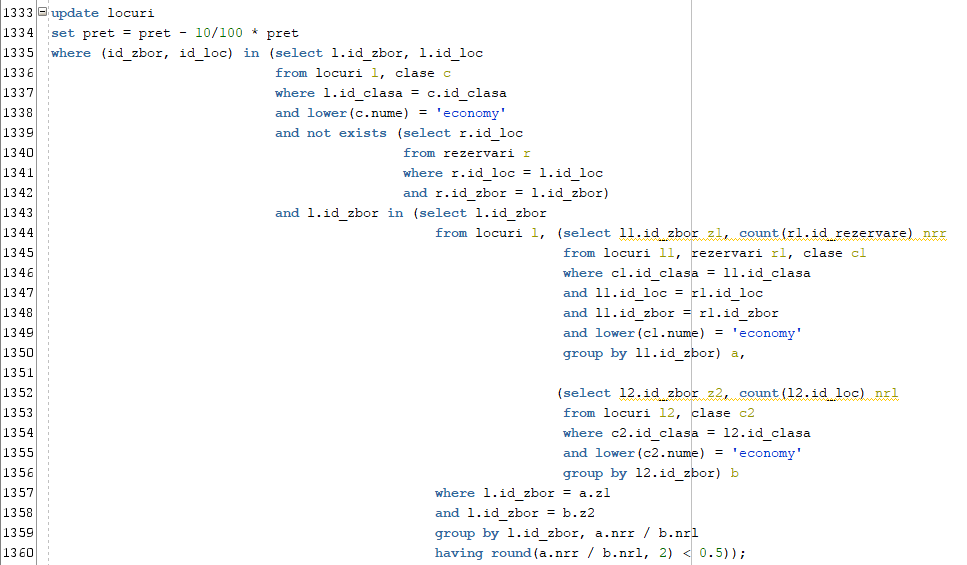 1333 update locuri
1334 set pret = pret - 10/100 * pret
1335 where (id_zbor, id_loc) in (select l.id_zbor, l.id_loc
1336 from locuri l, clase c
1337 where l.id_clasa = c.id_clasa
1338 and lower(c.nume) = 'economy'
1339 and not exists (select r.id_loc
1340 from rezervari r
1341 where r.id_loc = l.id_loc
1342 and r.id_zbor = l.id_zbor)
1343 and l.id_zbor in (select l.id_zbor
1344 from locuri l, (select l1.id_zbor z1, count(r1.id_rezervare) nrr
1345 from locuri l1, rezervari r1, clase c1
1346 where c1.id_clasa = l1.id_clasa
1347 and l1.id_loc = r1.id_loc
1348 and l1.id_zbor = r1.id_zbor
1349 and lower(c1.nume) = 'economy'
1350 group by l1.id_zbor) a,
1351
1352 (select l2.id_zbor z2, count(l2.id_loc) nrl
1353 from locuri l2, clase c2
1354 where c2.id_clasa = l2.id_clasa
1355 and lower(c2.nume) = 'economy'
1356 group by l2.id_zbor) b
1357 where l.id_zbor = a.z1
1358 and l.id_zbor = b.z2
1359 group by l.id_zbor, a.nrr / b.nrl
1360 having round(a.nrr / b.nrl, 2) < 0.5));